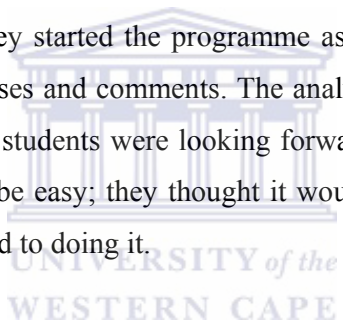 ey started the programme as
ses and comments. The anal
students were looking forwa
be easy; they thought it wou
d to doing it.
UNIVERSITY of the
WESTERN CAPE